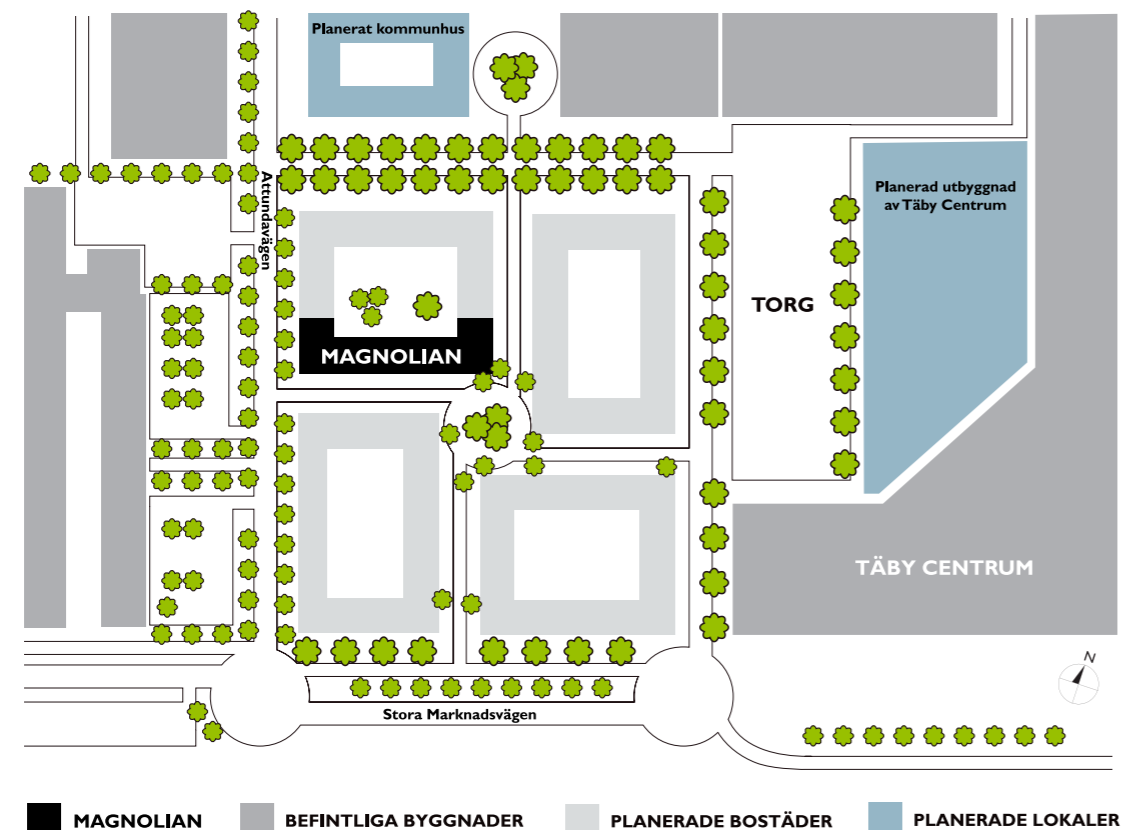 Planerat kommunhus
Attundavägen
Planerad utbyggnad
av Täby Centrum
TORG
MAGNOLIAN
TÄBY CENTRUM
N
Stora Marknadsvägen
MAGNOLIAN
BEFINTLIGA BYGGNADER
PLANERADE BOSTÄDER
PLANERADE LOKALER